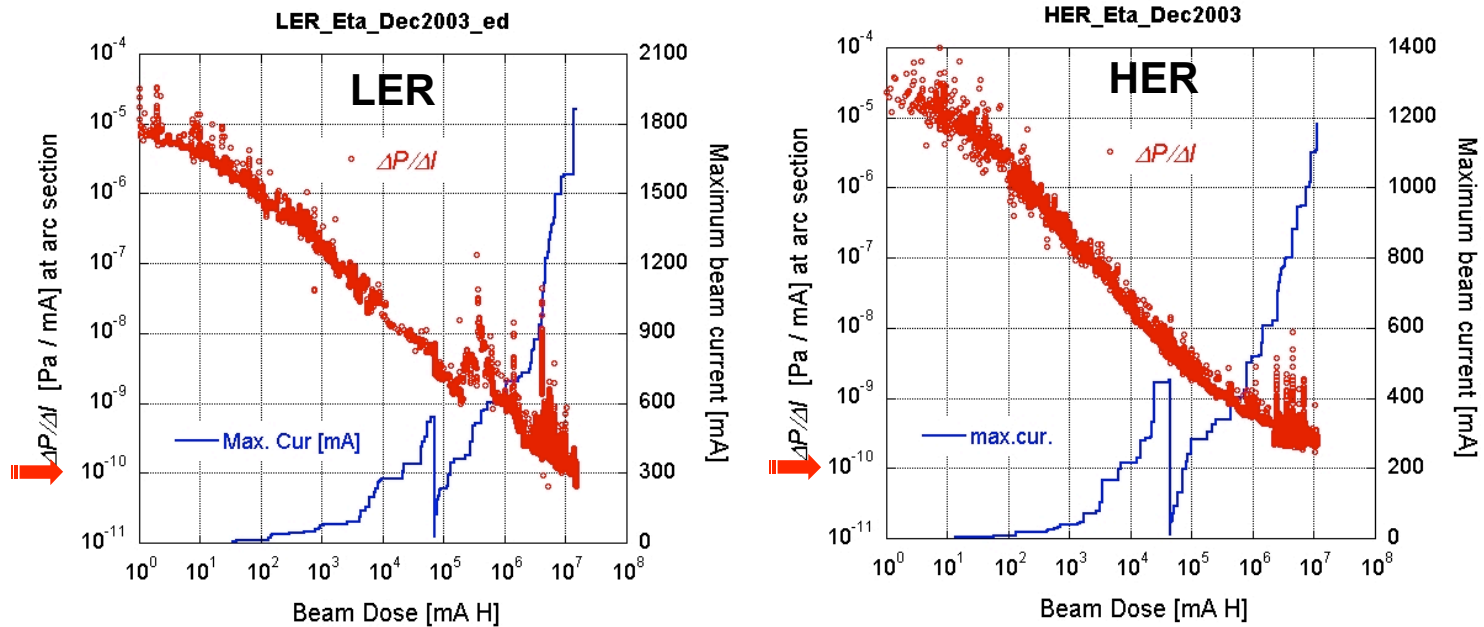 LER_Eta_Dec2003_ed
LER
ΔP/ΔI [Pa / mA] at arc section
10⁻⁴
10⁻⁵
10⁻⁶
10⁻⁷
10⁻⁸
10⁻⁹
10⁻¹⁰
10⁻¹¹
ΔP/ΔI
Max. Cur [mA]
2100
1800
1500
1200
900
600
300
0
Maximum beam current [mA]
10⁰ 10¹ 10² 10³ 10⁴ 10⁵ 10⁶ 10⁷ 10⁸
Beam Dose [mA H]
HER_Eta_Dec2003
HER
ΔP/ΔI [Pa / mA] at arc section
10⁻⁴
10⁻⁵
10⁻⁶
10⁻⁷
10⁻⁸
10⁻⁹
10⁻¹⁰
10⁻¹¹
ΔP/ΔI
max.cur.
1400
1200
1000
800
600
400
200
0
Maximum beam current [mA]
10⁰ 10¹ 10² 10³ 10⁴ 10⁵ 10⁶ 10⁷ 10⁸
Beam Dose [mA H]